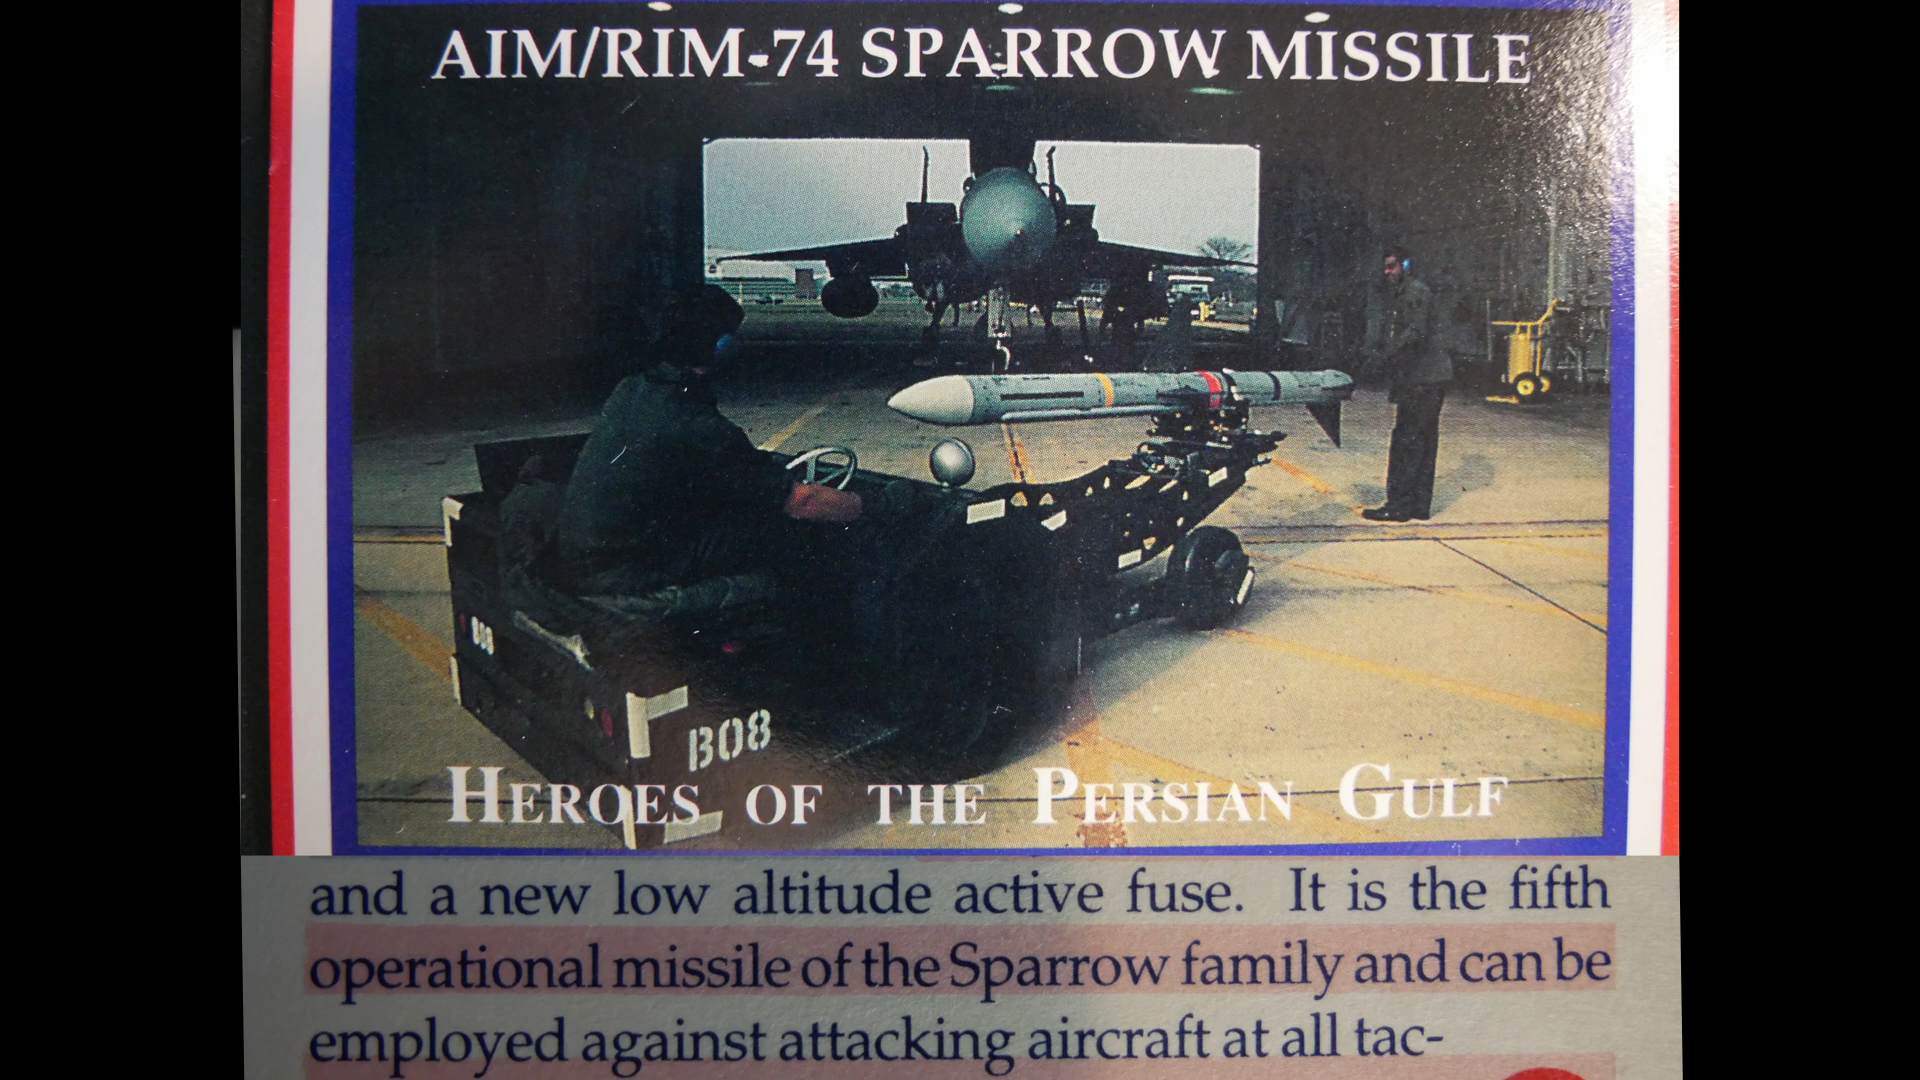 AIM/RIM-74 SPARROW MISSILE
808
B08
HEROES OF THE PERSIAN GULF
and a new low altitude active fuse. It is the fifth
operational missile of the Sparrow family and can be
employed against attacking aircraft at all tac-